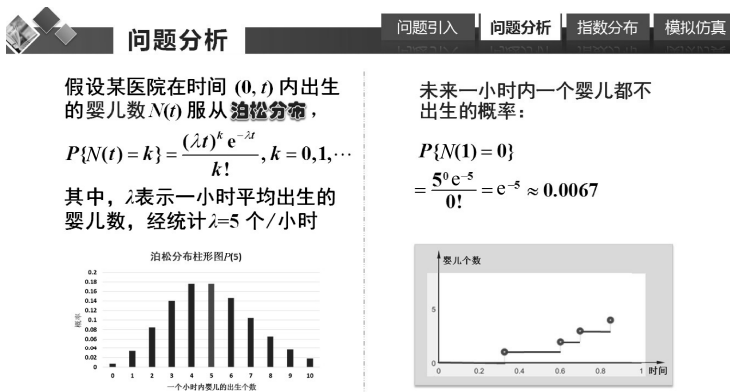 问题分析
问题引入
问题分析
指数分布
模拟仿真
假设某医院在时间 (0, t) 内出生
的婴儿数 N(t) 服从泊松分布，
P{N(t) = k} = (λt)^k e^{-λt} / k!, k = 0,1,⋯
其中，λ表示一小时平均出生的
婴儿数，经统计λ=5 个/小时
泊松分布柱形图P(5)
概率
0.2
0.18
0.16
0.14
0.12
0.1
0.08
0.06
0.04
0.02
0
0 1 2 3 4 5 6 7 8 9 10
一个小时内婴儿的出生个数
未来一小时内一个婴儿都不
出生的概率：
P{N(1) = 0}
= 5^0 e^{-5} / 0! = e^{-5} ≈ 0.0067
婴儿个数
5
0
0 0.2 0.4 0.6 0.8 1 时间